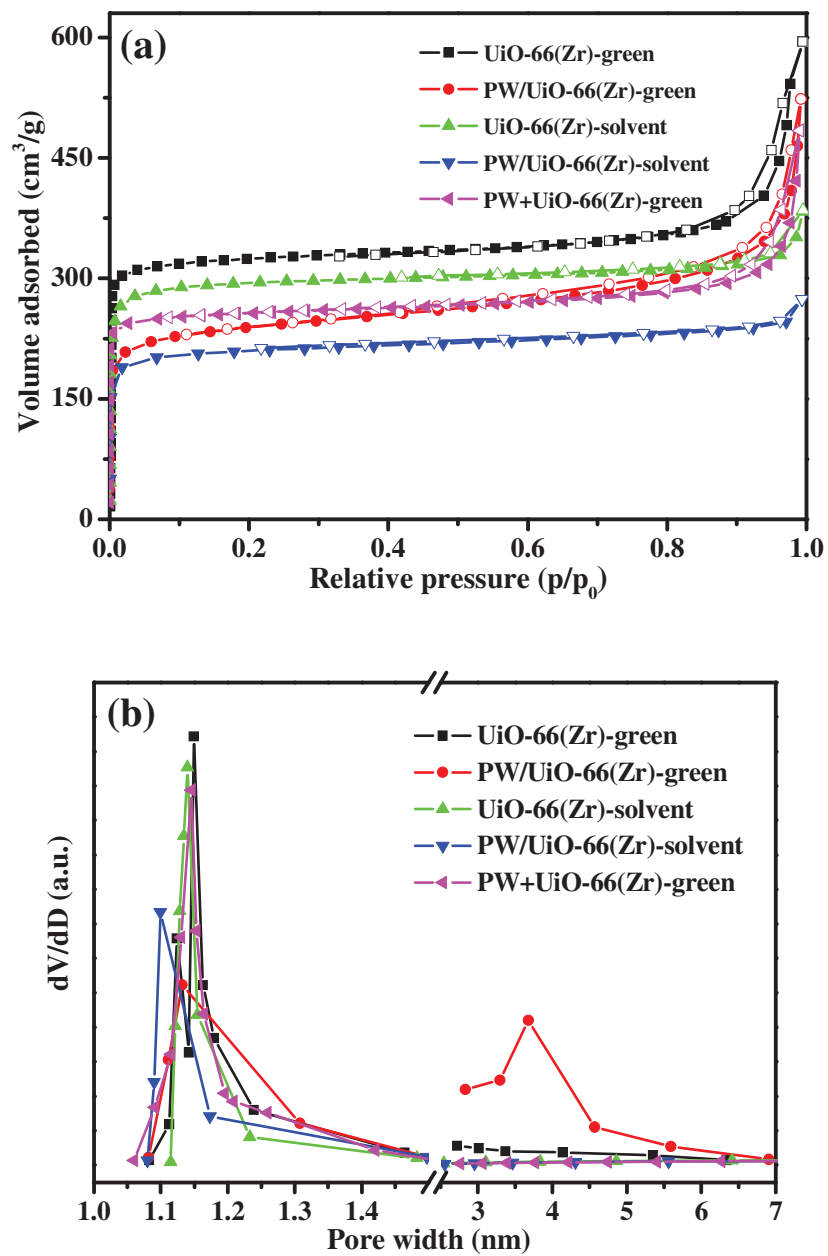 (a)
UiO-66(Zr)-green
PW/UiO-66(Zr)-green
UiO-66(Zr)-solvent
PW/UiO-66(Zr)-solvent
PW+UiO-66(Zr)-green
600
450
300
150
0
Volume adsorbed (cm³/g)
0.0 0.2 0.4 0.6 0.8 1.0
Relative pressure (p/p₀)
(b)
UiO-66(Zr)-green
PW/UiO-66(Zr)-green
UiO-66(Zr)-solvent
PW/UiO-66(Zr)-solvent
PW+UiO-66(Zr)-green
dV/dD (a.u.)
1.0 1.1 1.2 1.3 1.4 3 4 5 6 7
Pore width (nm)